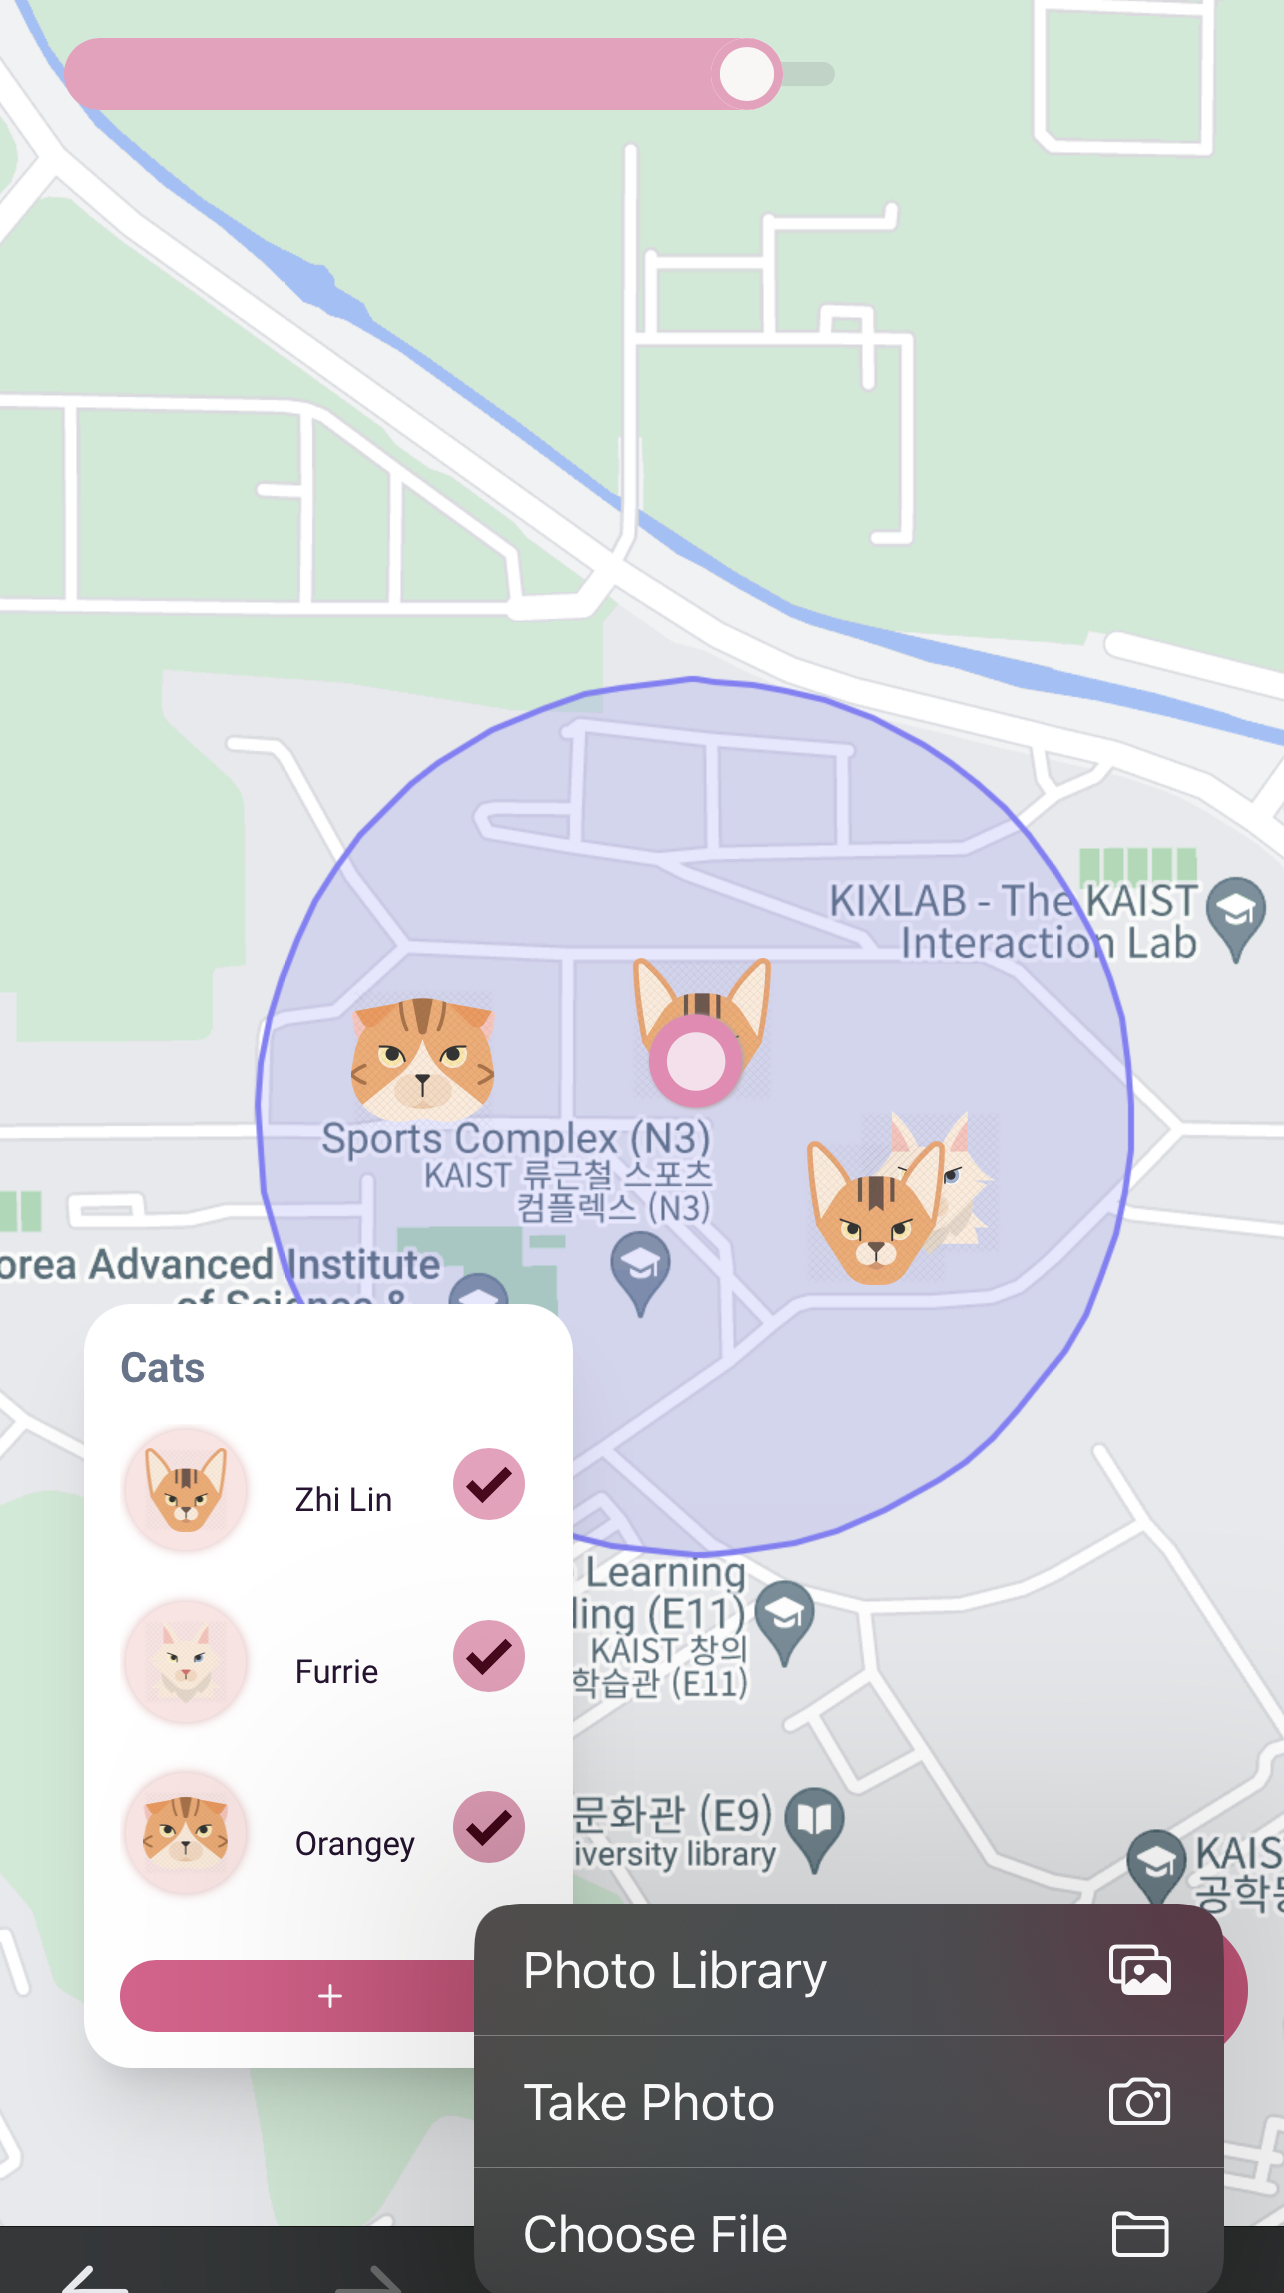 KIXLAB - The KAIST
Interaction Lab
Sports Complex (N3)
KAIST 류근철 스포츠
컴플렉스 (N3)
orea Advanced Institute
of Science &
Cats
Zhi Lin
Furrie
Orangey
+
Learning
ling (E11)
KAIST 창의
학습관 (E11)
문화관 (E9)
iversity library
KAIS
공학동
Photo Library
Take Photo
Choose File